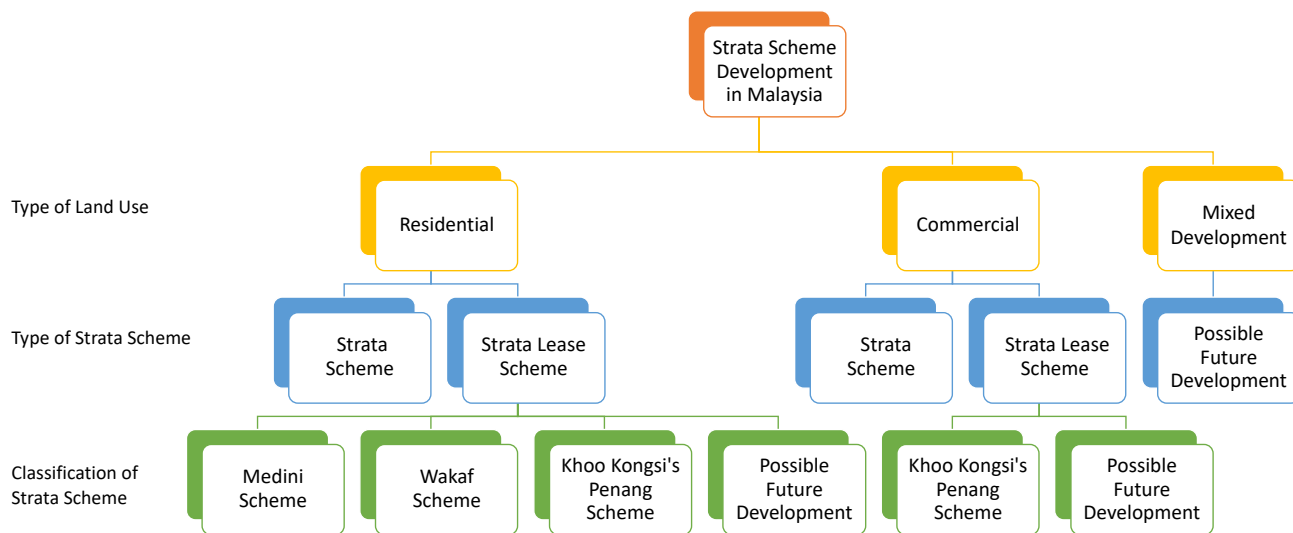 Strata Scheme
Development
in Malaysia
Type of Land Use
Residential
Commercial
Mixed
Development
Type of Strata Scheme
Strata
Scheme
Strata Lease
Scheme
Strata
Scheme
Strata Lease
Scheme
Possible
Future
Development
Classification of
Strata Scheme
Medini
Scheme
Wakaf
Scheme
Khoo Kongsi's
Penang
Scheme
Possible
Future
Development
Khoo Kongsi's
Penang
Scheme
Possible
Future
Development